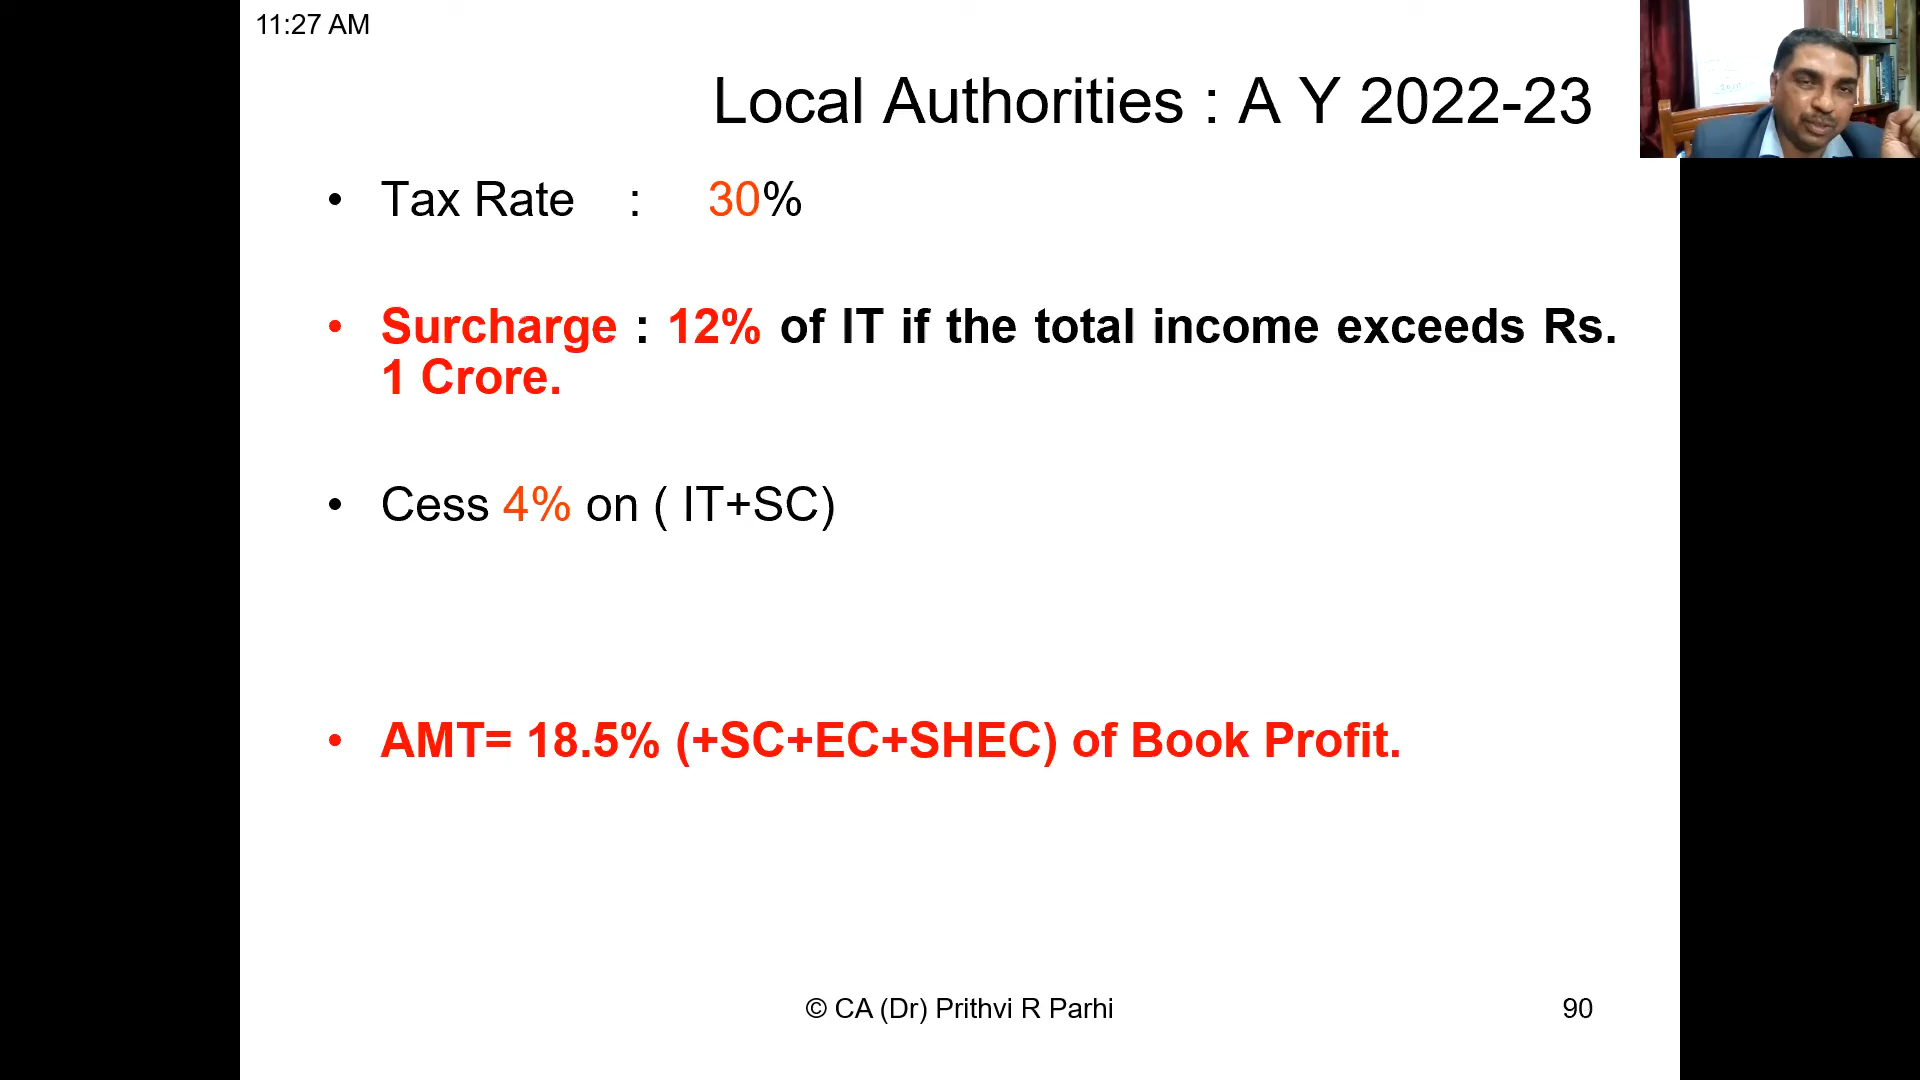 11:27 AM
Local Authorities : A Y 2022-23
• Tax Rate : 30%
• Surcharge : 12% of IT if the total income exceeds Rs.
1 Crore.
• Cess 4% on ( IT+SC)
• AMT= 18.5% (+SC+EC+SHEC) of Book Profit.
© CA (Dr) Prithvi R Parhi
90